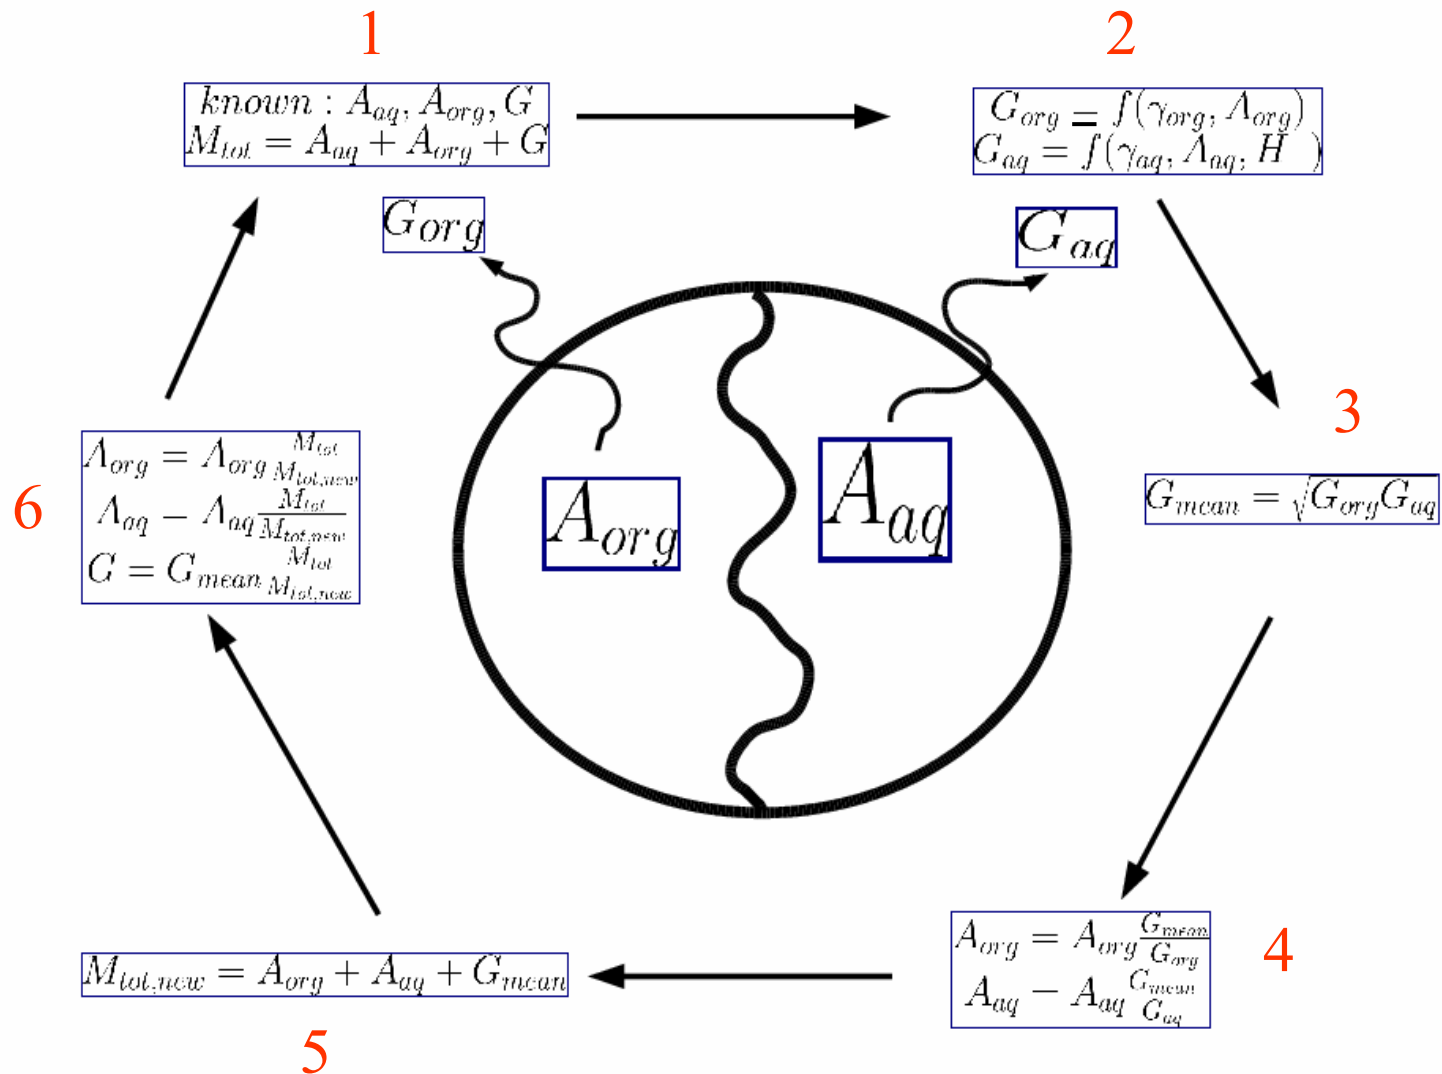 1
known : A_aq, A_org, G
M_tot = A_aq + A_org + G
2
G_org = ∫(γ_org, A_org)
G_aq = ∫(γ_aq, A_aq, H )
G_org
G_aq
3
G_mean = √G_org G_aq
A_org
A_aq
6
A_org = A_org M_tot / M_tot,new
A_aq − A_aq M_tot / M_tot,new
G = G_mean M_tot / M_tot,new
4
A_org = A_org G_mean / G_org
A_aq − A_aq G_mean / G_aq
M_tot,new = A_org + A_aq + G_mean
5